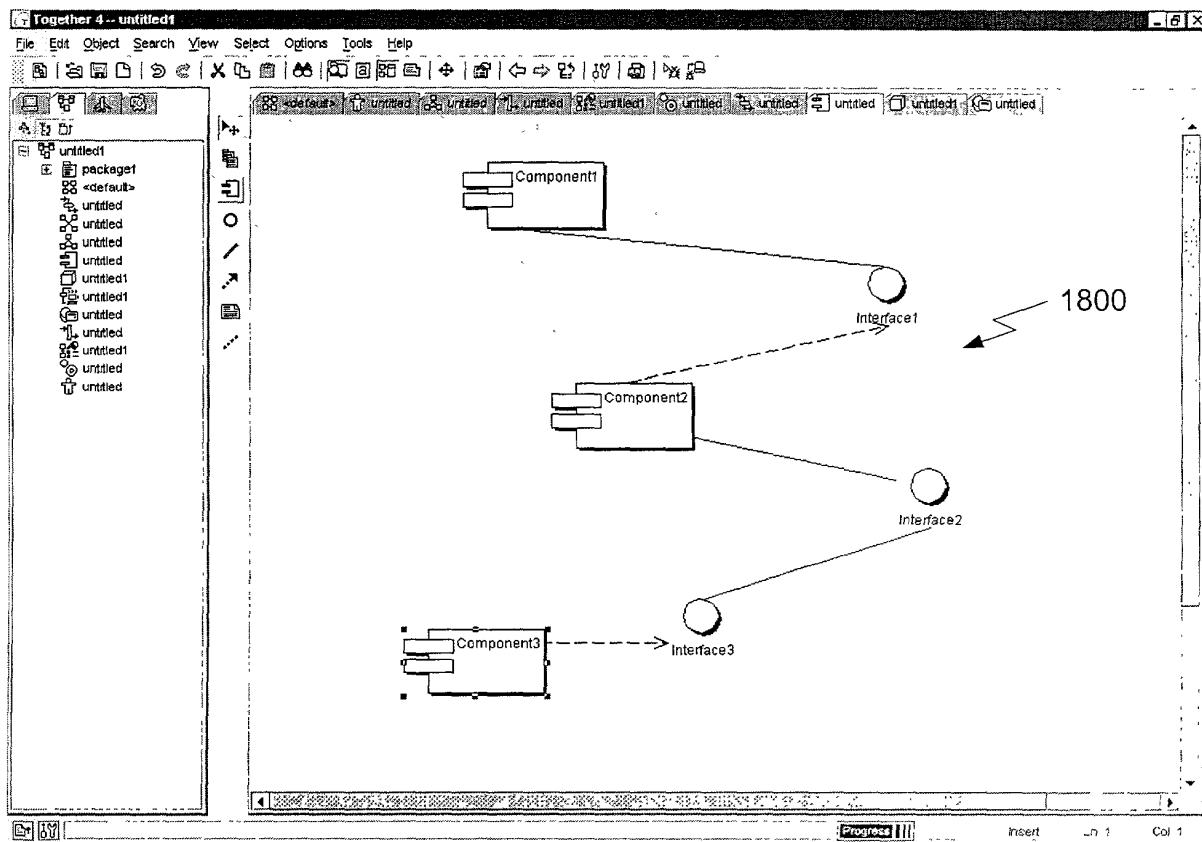 Together 4 -- untitled1
File Edit Object Search View Select Options Tools Help
<default> untitled untitled untitled untitled1 untitled untitled untitled untitled1 untitled
untitled1
package1
<default>
untitled
untitled
untitled
untitled
untitled1
untitled1
untitled
untitled
untitled1
untitled
untitled
Component1
Interface1
1800
Component2
Interface2
Component3
Interface3
Progress
Insert
Ln 1
Col 1